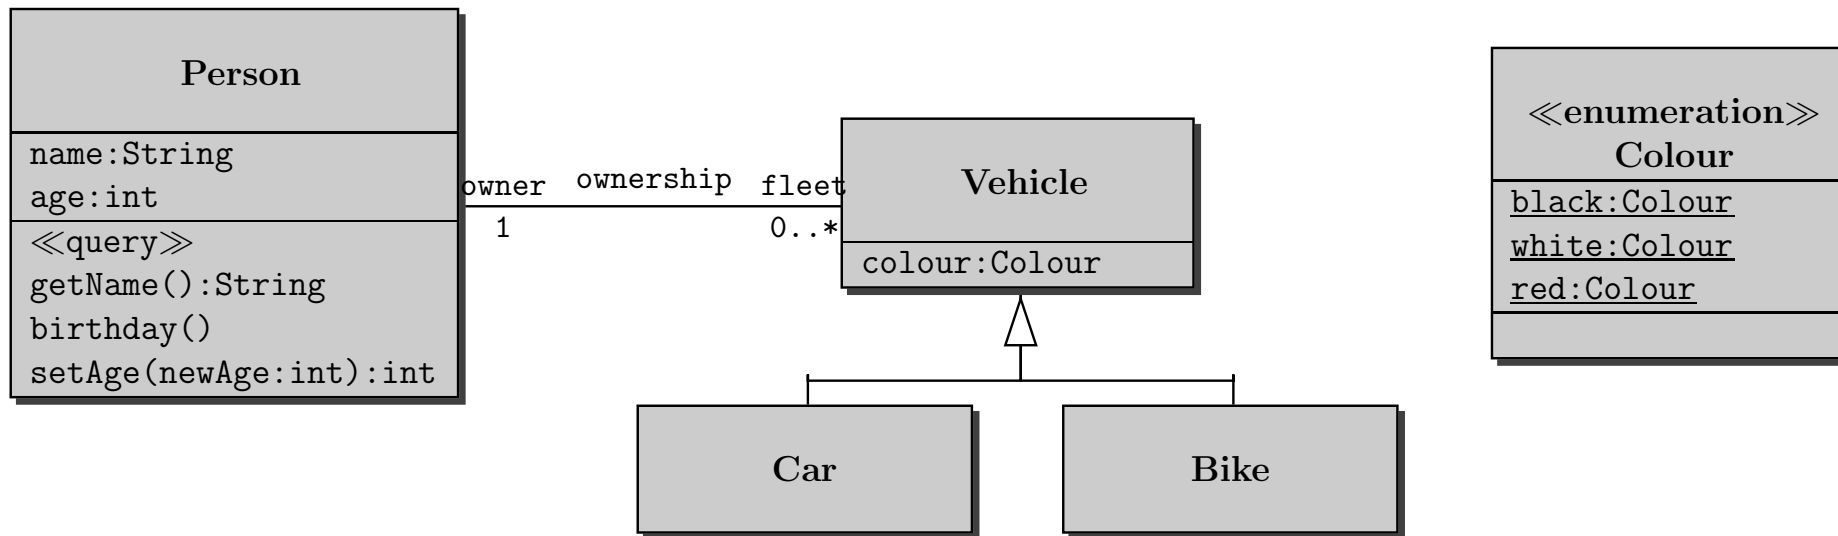 Person
name:String
age:int
≪query≫
getName():String
birthday()
setAge(newAge:int):int
owner
ownership
fleet
1
0..*
Vehicle
colour:Colour
Car
Bike
≪enumeration≫
Colour
black:Colour
white:Colour
red:Colour